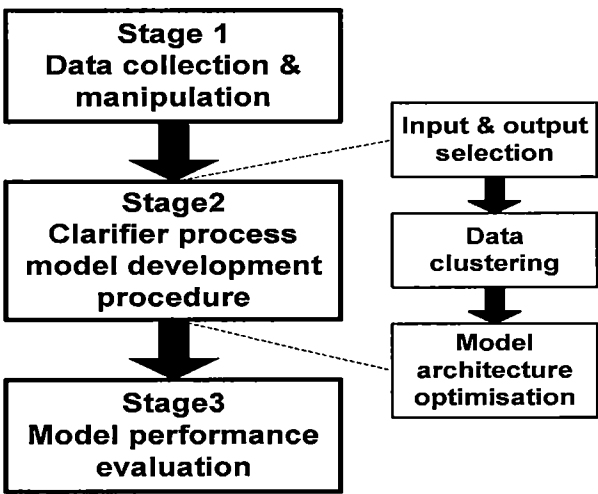 Stage 1
Data collection &
manipulation
Stage2
Clarifier process
model development
procedure
Stage3
Model performance
evaluation
Input & output
selection
Data
clustering
Model
architecture
optimisation